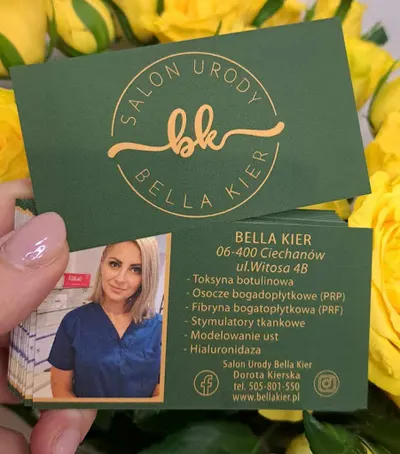 SALON URODY
bk
BELLA KIER
BELLA KIER
06-400 Ciechanów
ul.Witosa 4B
- Toksyna botulinowa
- Osocze bogadopłytkowe (PRP)
- Fibryna bogatopłytkowa (PRF)
- Stymulatory tkankowe
- Modelowanie ust
- Hialuronidaza
Salon Urody Bella Kier
Dorota Kierska
tel. 505-801-550
www.bellakier.pl